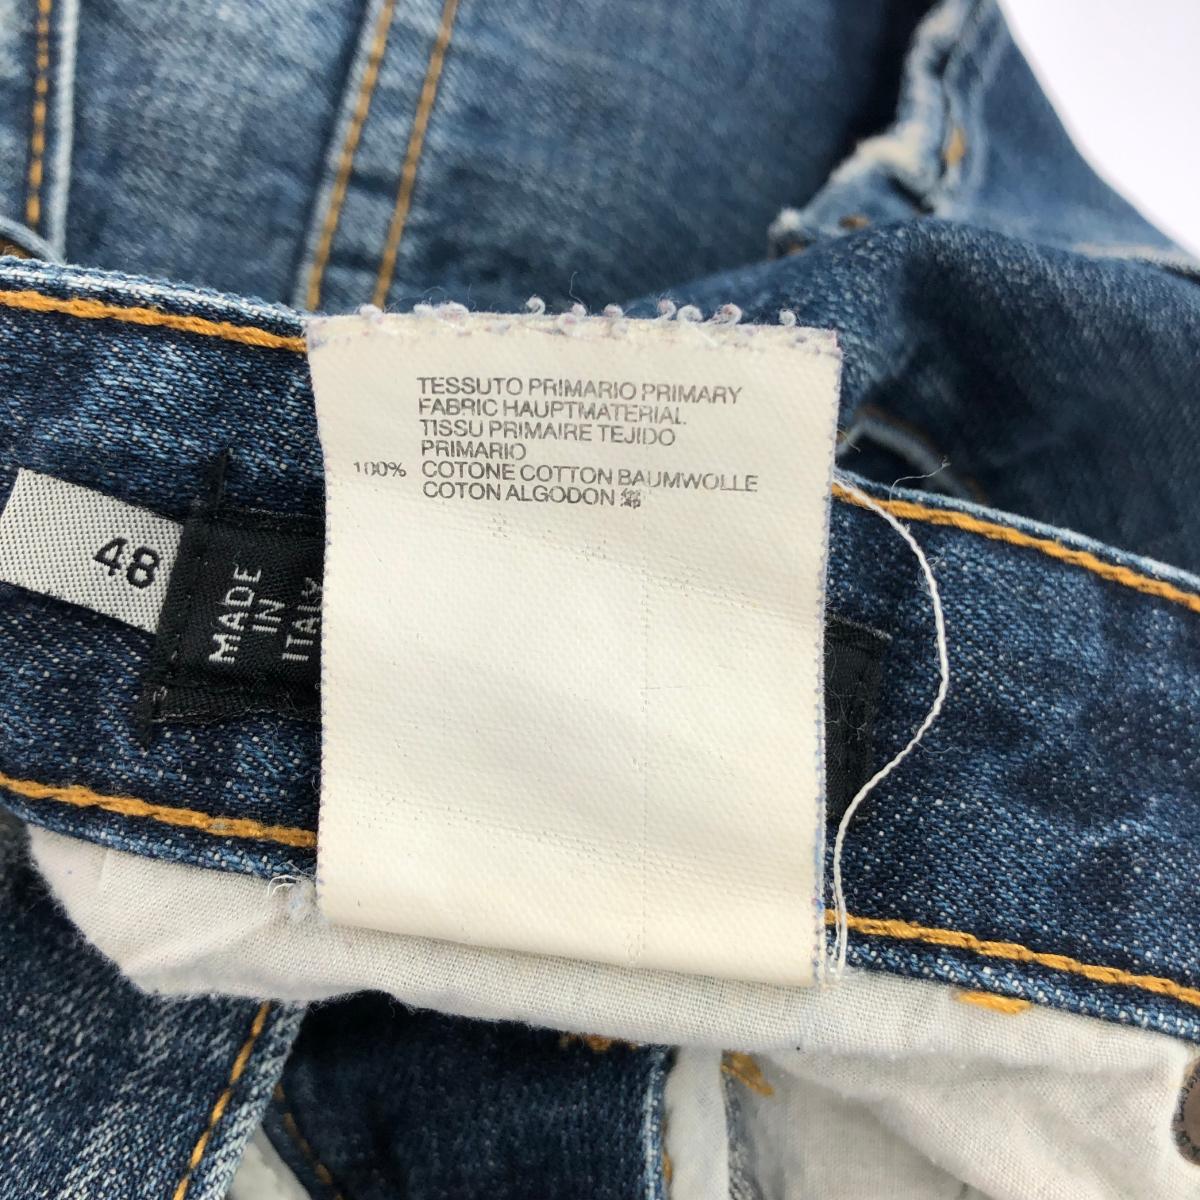 TESSUTO PRIMARIO PRIMARY
FABRIC HAUPTMATERIAL
TISSU PRIMAIRE TEJIDO
PRIMARIO
100% COTONE COTTON BAUMWOLLE
COTON ALGODON
48
MADE
IN
ITALY